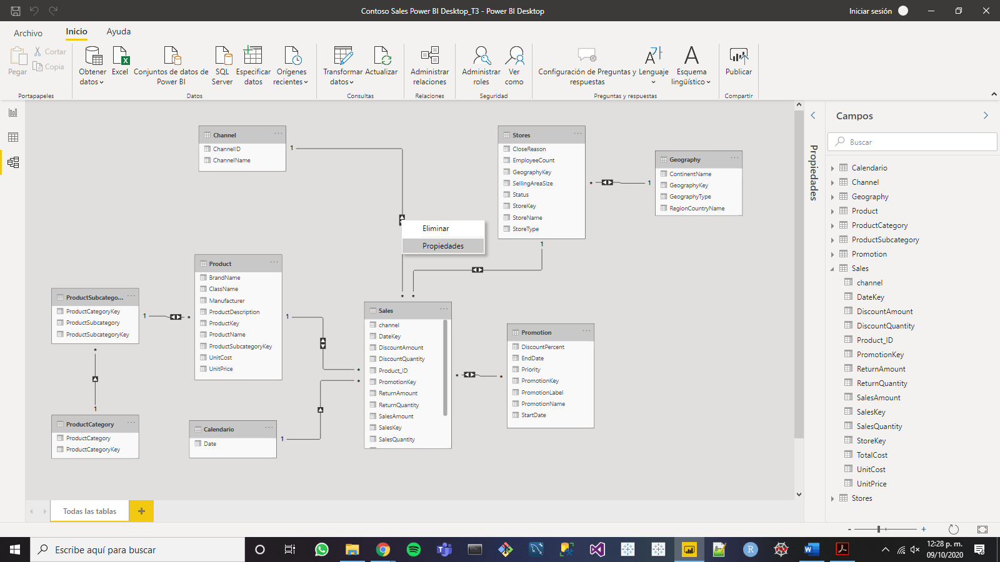 Contoso Sales Power BI Desktop_T3 - Power BI Desktop
Iniciar sesión
Archivo
Inicio
Ayuda
Pegar
Cortar
Copia
Portapapeles
Obtener datos
Excel
Conjuntos de datos de Power BI
SQL Server
Especificar datos
Orígenes recientes
Datos
Transformar datos
Actualizar
Consultas
Administrar relaciones
Relaciones
Administrar roles
Ver como
Seguridad
Configuración de Preguntas y respuestas
Lenguaje
Esquema lingüístico
Preguntas y respuestas
Publicar
Compartir
Channel
ChannelID
ChannelName
1
*
Eliminar
Propiedades
Stores
CloseReason
EmployeeCount
GeographyKey
SellingAreaSize
Status
StoreKey
StoreName
StoreType
*
1
1
*
Geography
ContinentName
GeographyKey
GeographyType
RegionCountryName
Product
BrandName
ClassName
Manufacturer
ProductDescription
ProductKey
ProductName
ProductSubcategoryKey
UnitCost
UnitPrice
1
*
ProductSubcatego...
ProductCategoryKey
ProductSubcategory
ProductSubcategoryKey
1
*
*
1
ProductCategory
ProductCategory
ProductCategoryKey
Calendario
Date
1
*
Sales
channel
DateKey
DiscountAmount
DiscountQuantity
Product_ID
PromotionKey
ReturnAmount
ReturnQuantity
SalesAmount
SalesKey
SalesQuantity
*
*
Promotion
DiscountPercent
EndDate
Priority
PromotionKey
PromotionLabel
PromotionName
StartDate
Propiedades
Campos
Buscar
Calendario
Channel
Geography
Product
ProductCategory
ProductSubcategory
Promotion
Sales
channel
DateKey
DiscountAmount
DiscountQuantity
Product_ID
PromotionKey
ReturnAmount
ReturnQuantity
SalesAmount
SalesKey
SalesQuantity
StoreKey
TotalCost
UnitCost
UnitPrice
Stores
Todas las tablas
+
- +
Escribe aquí para buscar
R
12:28 p. m.
09/10/2020